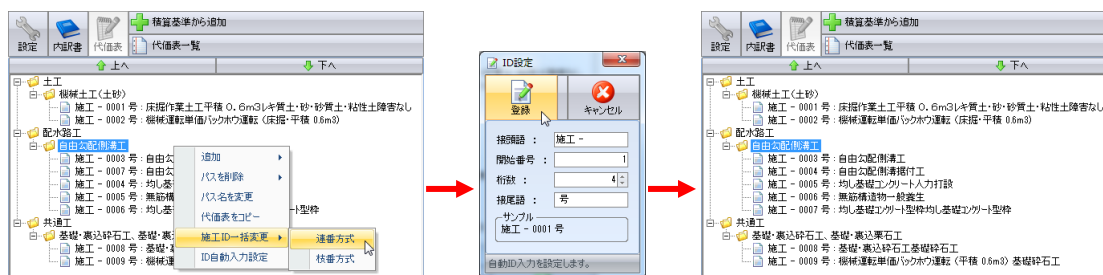 設定
内訳書
代価表
積算基準から追加
代価表一覧
上へ
下へ
土工
機械土工(土砂)
施工 - 0001 号 : 床掘作業土工平積 0.6m3レキ質土・砂・砂質土・粘性土障害なし
施工 - 0002 号 : 機械運転単価バックホウ運転 (床掘・平積 0.6m3)
配水路工
自由勾配側溝工
施工 - 0003 号 : 自由勾
施工 - 0007 号 : 自由勾
施工 - 0004 号 : 均し基
施工 - 0005 号 : 無筋構
施工 - 0006 号 : 均し基
ート型枠
共通工
基礎・裏込砕石工、基礎・裏
施工 - 0008 号 : 基礎・裏
施工 - 0009 号 : 機械運
追加
パスを削除
パス名を変更
代価表をコピー
施工ID一括変更
ID自動入力設定
連番方式
枝番方式
ID設定
登録
キャンセル
接頭語 : 施工 -
開始番号 : 1
桁数 : 4
接尾語 : 号
サンプル
施工 - 0001 号
自動ID入力を設定します。
設定
内訳書
代価表
積算基準から追加
代価表一覧
上へ
下へ
土工
機械土工(土砂)
施工 - 0001 号 : 床掘作業土工平積 0.6m3レキ質土・砂・砂質土・粘性土障害なし
施工 - 0002 号 : 機械運転単価バックホウ運転 (床掘・平積 0.6m3)
配水路工
自由勾配側溝工
施工 - 0003 号 : 自由勾配側溝工
施工 - 0004 号 : 自由勾配側溝据付工
施工 - 0005 号 : 均し基礎コンクリート人力打設
施工 - 0006 号 : 無筋構造物一般養生
施工 - 0007 号 : 均し基礎コンクリート型枠均し基礎コンクリート型枠
共通工
基礎・裏込砕石工、基礎・裏込栗石工
施工 - 0008 号 : 基礎・裏込砕石工基礎砕石工
施工 - 0009 号 : 機械運転単価バックホウ運転 (平積 0.6m3) 基礎砕石工